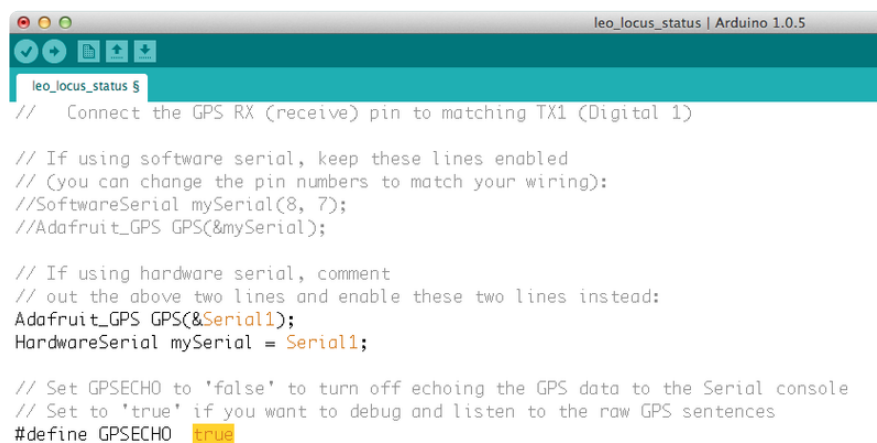 leo_locus_status | Arduino 1.0.5
leo_locus_status §
//   Connect the GPS RX (receive) pin to matching TX1 (Digital 1)
// If using software serial, keep these lines enabled
// (you can change the pin numbers to match your wiring):
//SoftwareSerial mySerial(8, 7);
//Adafruit_GPS GPS(&mySerial);
// If using hardware serial, comment
// out the above two lines and enable these two lines instead:
Adafruit_GPS GPS(&Serial1);
HardwareSerial mySerial = Serial1;
// Set GPSECHO to 'false' to turn off echoing the GPS data to the Serial console
// Set to 'true' if you want to debug and listen to the raw GPS sentences
#define GPSECHO  true